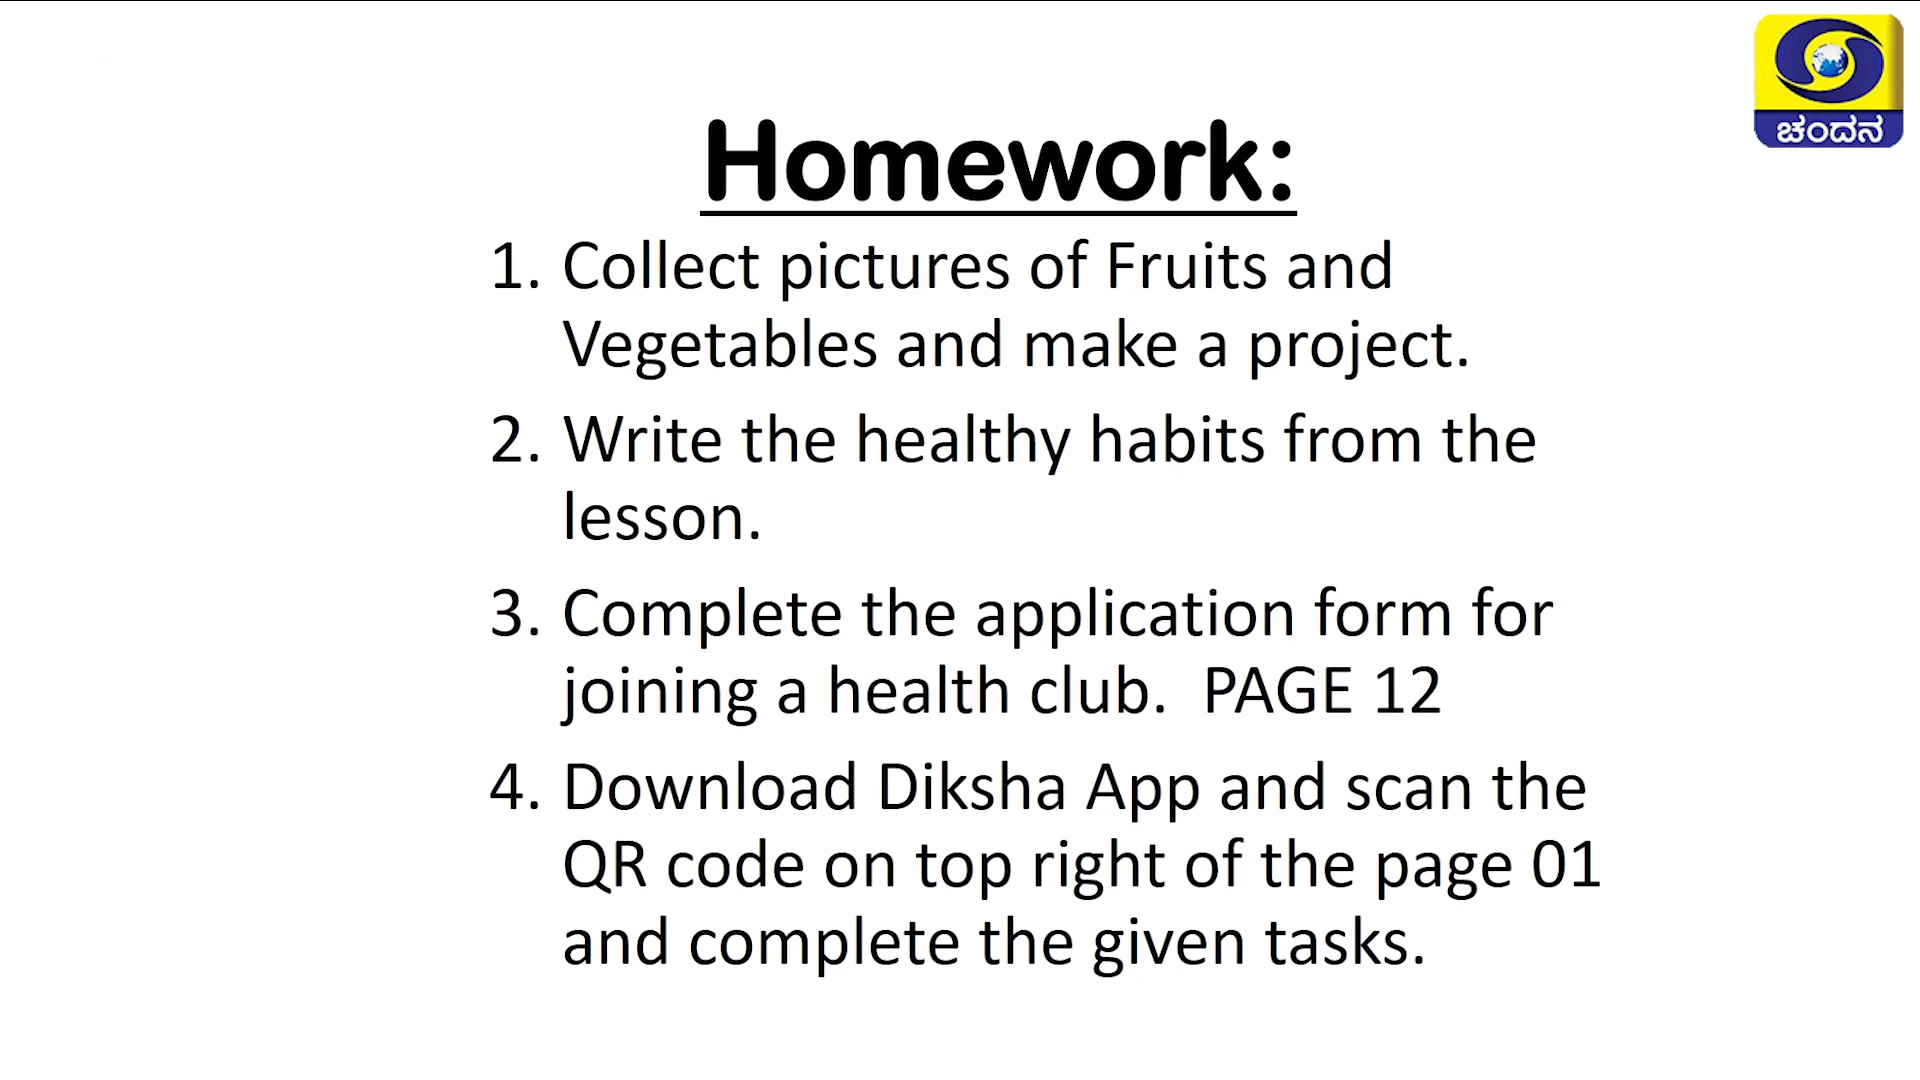 ಚಂದನ
Homework:
1. Collect pictures of Fruits and
Vegetables and make a project.
2. Write the healthy habits from the
lesson.
3. Complete the application form for
joining a health club.  PAGE 12
4. Download Diksha App and scan the
QR code on top right of the page 01
and complete the given tasks.